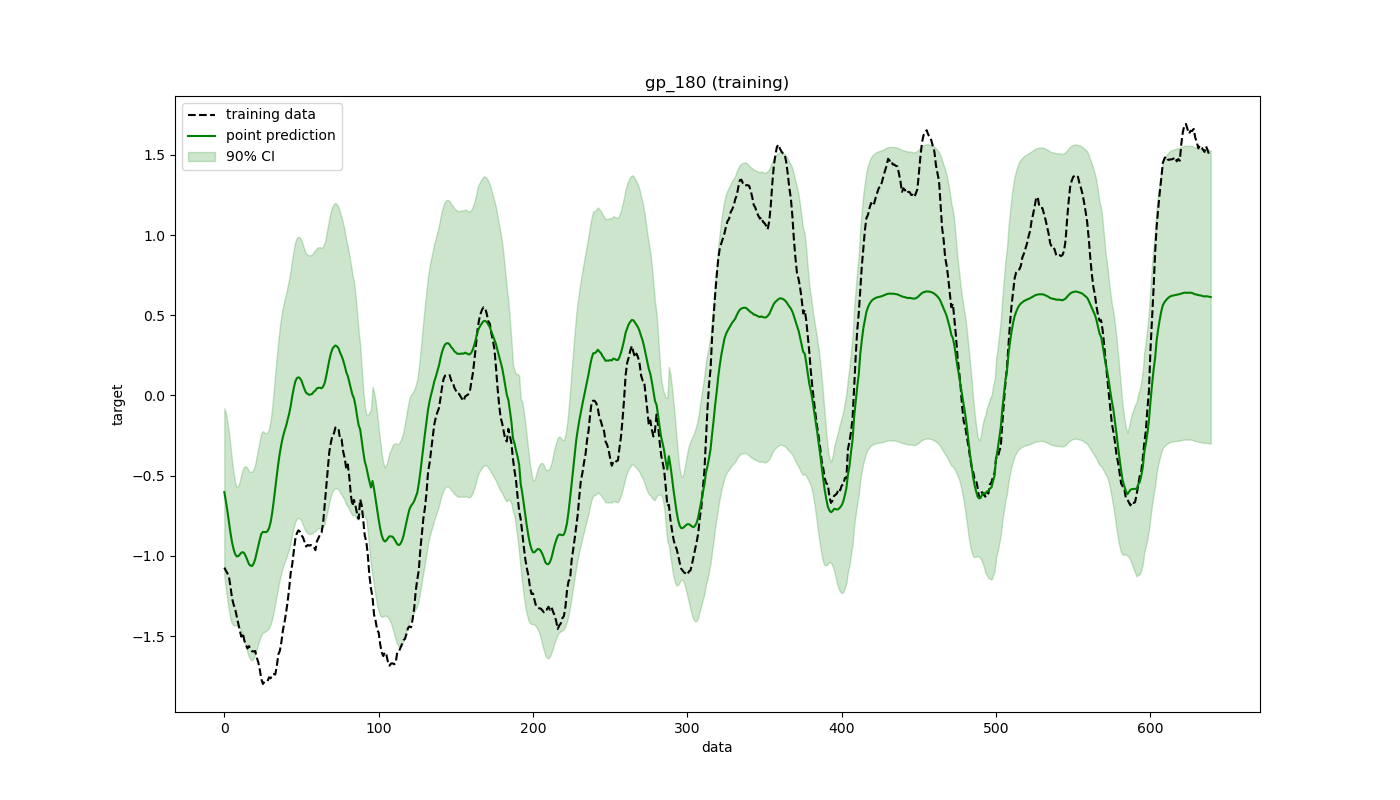 gp_180 (training)
training data
point prediction
90% CI
1.5
1.0
0.5
0.0
−0.5
−1.0
−1.5
target
0 100 200 300 400 500 600
data